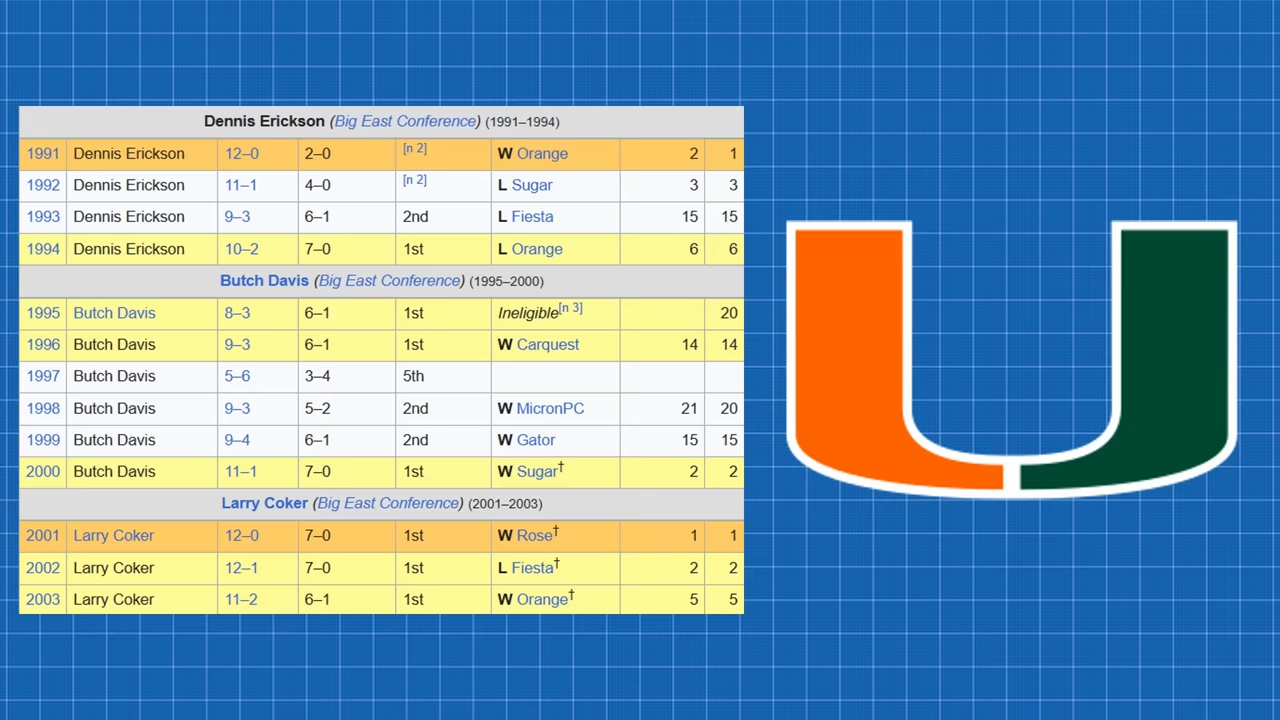 Dennis Erickson (Big East Conference) (1991–1994)
1991 Dennis Erickson 12–0 2–0 [n 2] W Orange 2 1
1992 Dennis Erickson 11–1 4–0 [n 2] L Sugar 3 3
1993 Dennis Erickson 9–3 6–1 2nd L Fiesta 15 15
1994 Dennis Erickson 10–2 7–0 1st L Orange 6 6
Butch Davis (Big East Conference) (1995–2000)
1995 Butch Davis 8–3 6–1 1st Ineligible[n 3] 20
1996 Butch Davis 9–3 6–1 1st W Carquest 14 14
1997 Butch Davis 5–6 3–4 5th
1998 Butch Davis 9–3 5–2 2nd W MicronPC 21 20
1999 Butch Davis 9–4 6–1 2nd W Gator 15 15
2000 Butch Davis 11–1 7–0 1st W Sugar† 2 2
Larry Coker (Big East Conference) (2001–2003)
2001 Larry Coker 12–0 7–0 1st W Rose† 1 1
2002 Larry Coker 12–1 7–0 1st L Fiesta† 2 2
2003 Larry Coker 11–2 6–1 1st W Orange† 5 5